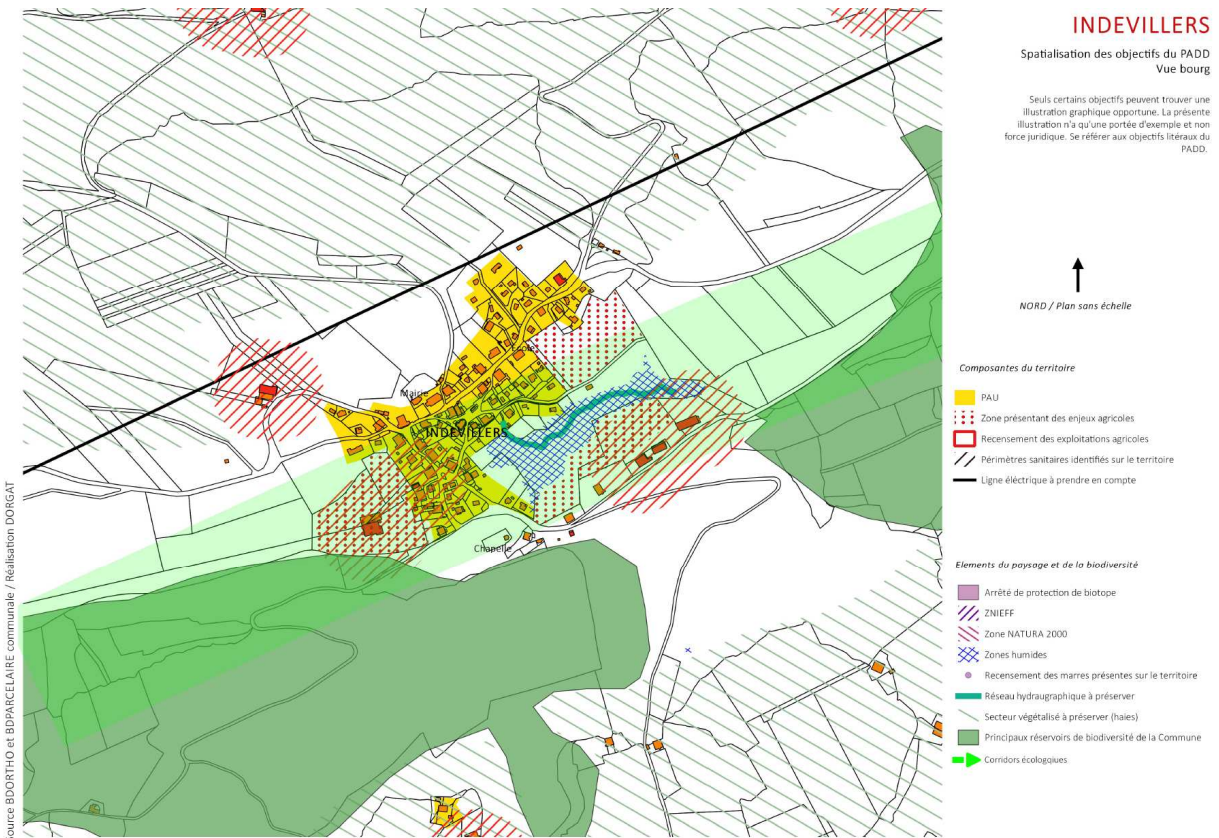 INDEVILLERS
Spatialisation des objectifs du PADD
Vue bourg
Seuls certains objectifs peuvent trouver une
illustration graphique opportune. La présente
illustration n'a qu'une portée d'exemple et non
force juridique. Se référer aux objectifs litéraux du
PADD.
NORD / Plan sans échelle
Composantes du territoire
PAU
Zone présentant des enjeux agricoles
Recensement des exploitations agricoles
Périmètres sanitaires identifiés sur le territoire
Ligne éléctrique à prendre en compte
Elements du paysage et de la biodiversité
Arrêté de protection de biotope
ZNIEFF
Zone NATURA 2000
Zones humides
Recensement des marres présentes sur le territoire
Réseau hydraugraphique à préserver
Secteur végétalisé à préserver (haies)
Principaux réservoirs de biodiversité de la Commune
Corridors écologqiues
Ecole
Mairie
INDEVILLERS
Chapelle
Source BDORTHO et BDPARCELAIRE communale / Réalisation DORGAT